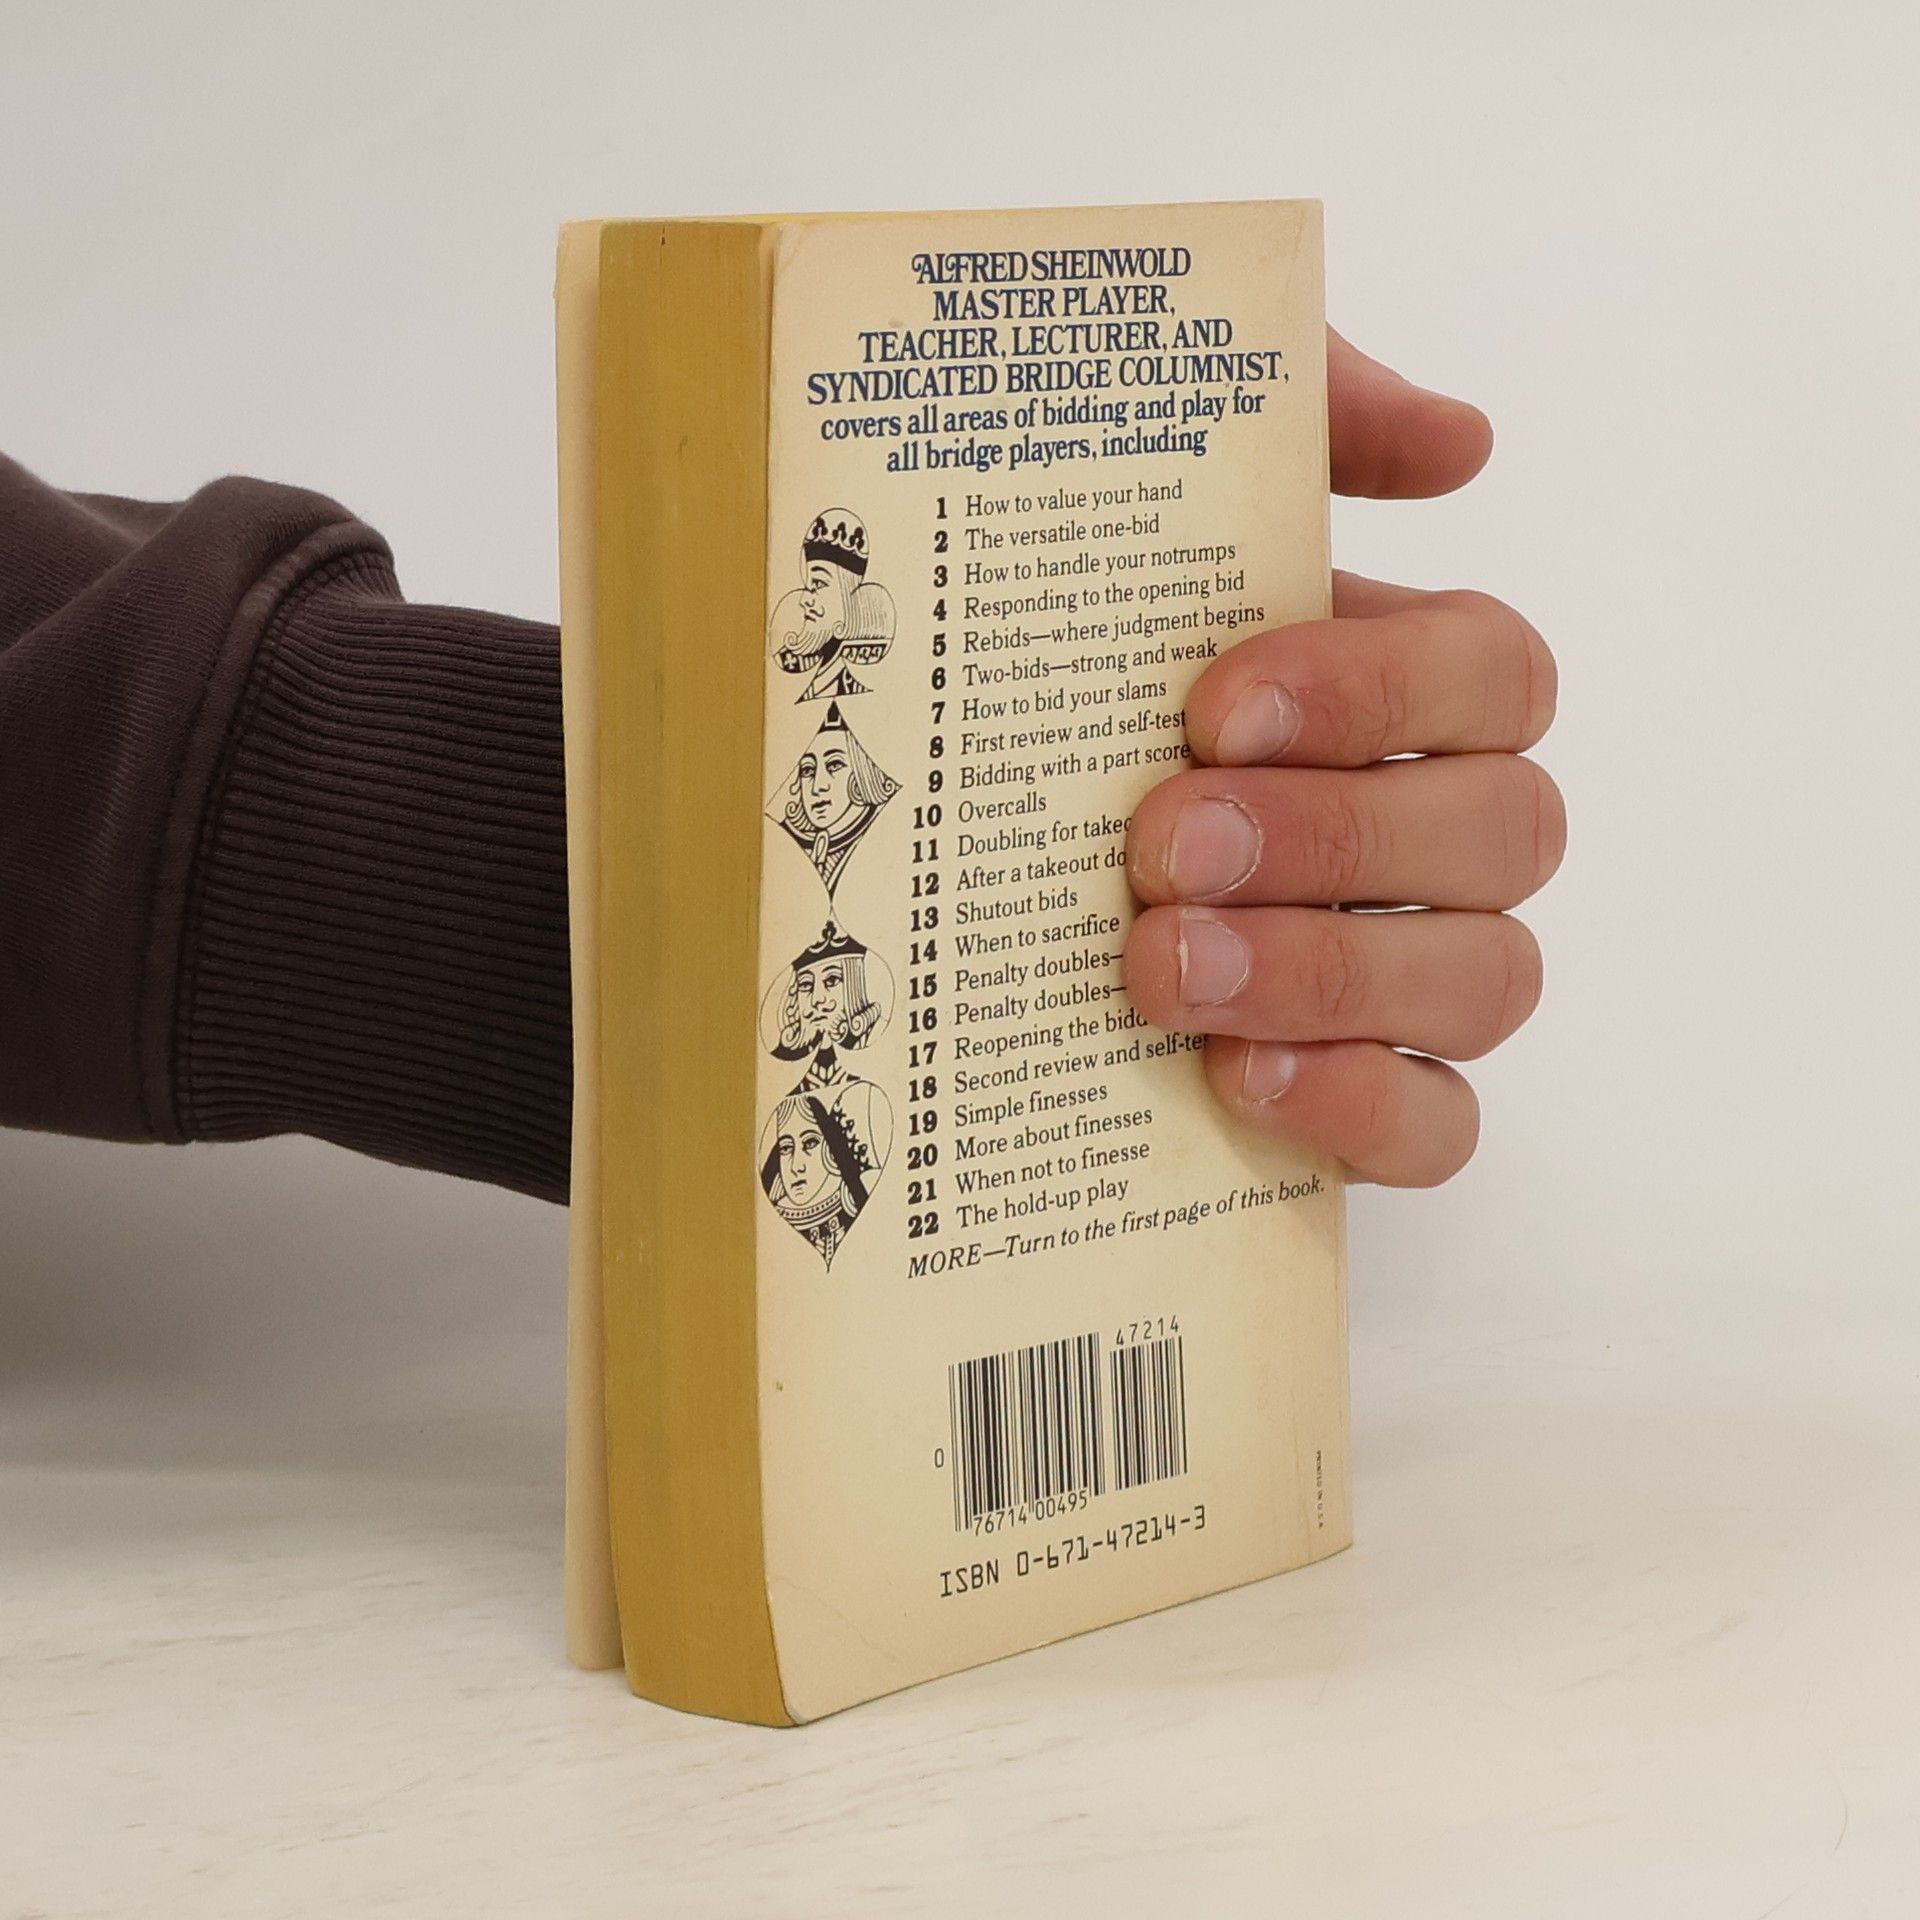 ALFRED SHEINWOLD
MASTER PLAYER,
TEACHER, LECTURER, AND
SYNDICATED BRIDGE COLUMNIST,
covers all areas of bidding and play for
all bridge players, including
1 How to value your hand
2 The versatile one-bid
3 How to handle your notrumps
4 Responding to the opening bid
5 Rebids—where judgment begins
6 Two-bids—strong and weak
7 How to bid your slams
8 First review and self-test
9 Bidding with a part score
10 Overcalls
11 Doubling for
12 After a takeout
13 Shutout bids
14 When to sacrifice
15 Penalty doubles—
16 Penalty doubles—
17 Reopening the
18 Second review and
19 Simple finesses
20 More about finesses
21 When not to finesse
22 The hold-up play
MORE—Turn to the first page of this book.
47214
0
76714 00495
ISBN 0-671-47214-3
PRINTED IN U.S.A.